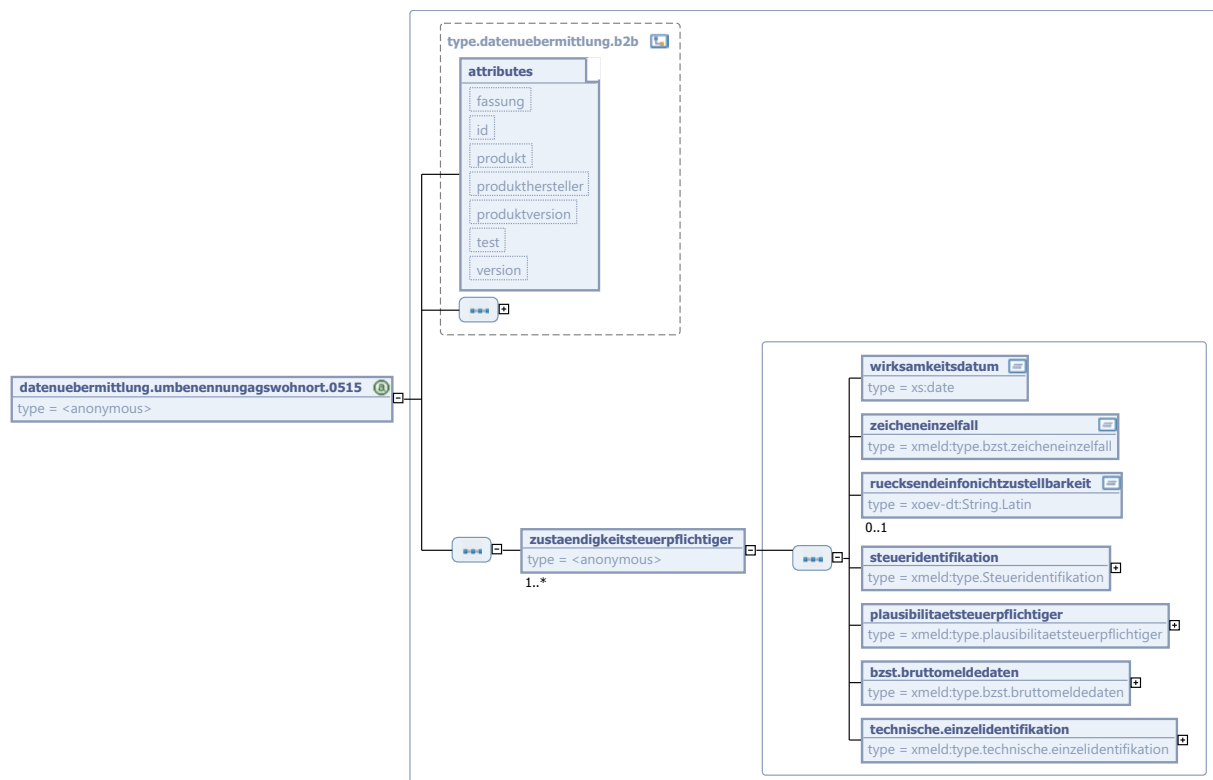 type.datenuebermittlung.b2b
attributes
fassung
id
produkt
produkthersteller
produktversion
test
version
datenuebermittlung.umbenennungagswohnort.0515
type = <anonymous>
zustaendigkeitsteuerpflichtiger
type = <anonymous>
1..*
wirksamkeitsdatum
type = xs:date
zeicheneinzelfall
type = xmeld:type.bzst.zeicheneinzelfall
ruecksendeinfonichtzustellbarkeit
type = xoev-dt:String.Latin
0..1
steueridentifikation
type = xmeld:type.Steueridentifikation
plausibilitaetsteuerpflichtiger
type = xmeld:type.plausibilitaetsteuerpflichtiger
bzst.bruttomeldedaten
type = xmeld:type.bzst.bruttomeldedaten
technische.einzelidentifikation
type = xmeld:type.technische.einzelidentifikation